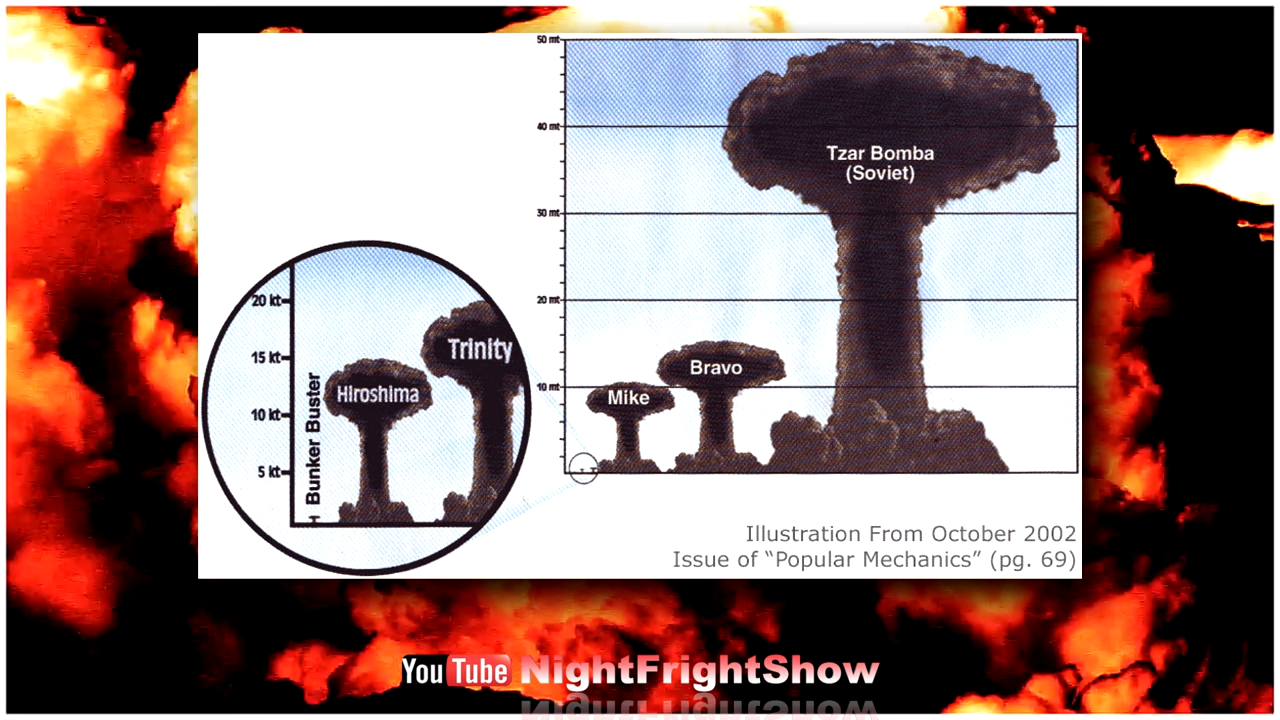 50 mt
40 mt
30 mt
20 mt
10 mt
Tzar Bomba
(Soviet)
Bravo
Mike
20 kt
15 kt
10 kt
5 kt
Trinity
Hiroshima
Bunker Buster
Illustration From October 2002
Issue of “Popular Mechanics” (pg. 69)
YouTube NightFrightShow